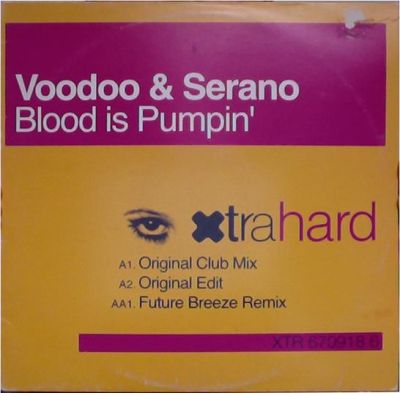 Voodoo & Serano
Blood is Pumpin'
xtrahard
A1. Original Club Mix
A2. Original Edit
AA1. Future Breeze Remix
XTR 670918 6